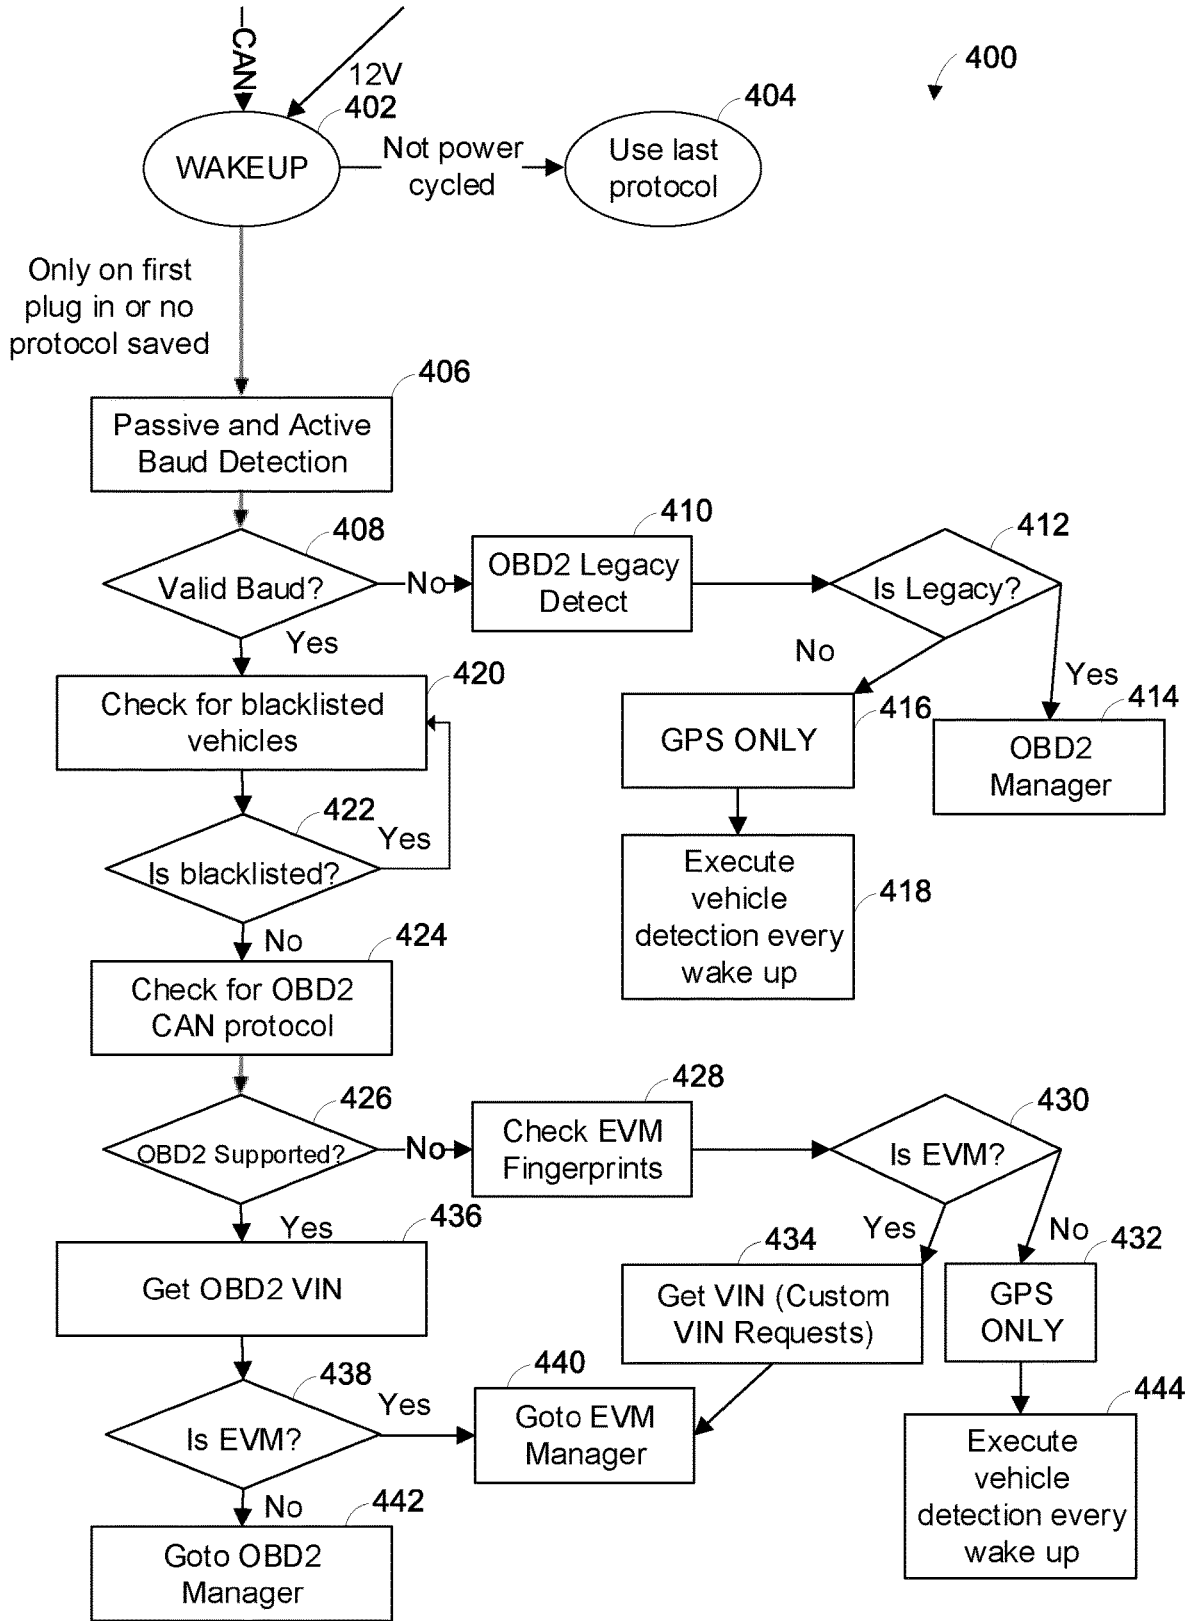 CAN
12V
400
402
404
WAKEUP
Not power
cycled
Use last
protocol
Only on first
plug in or no
protocol saved
406
Passive and Active
Baud Detection
408
Valid Baud?
No
410
OBD2 Legacy
Detect
412
Is Legacy?
Yes
No
Yes
420
Check for blacklisted
vehicles
416
GPS ONLY
414
OBD2
Manager
422
Is blacklisted?
Yes
418
Execute
vehicle
detection every
wake up
No
424
Check for OBD2
CAN protocol
426
OBD2 Supported?
No
428
Check EVM
Fingerprints
430
Is EVM?
Yes
436
Get OBD2 VIN
Yes
No
434
Get VIN (Custom
VIN Requests)
432
GPS
ONLY
438
Is EVM?
Yes
440
Goto EVM
Manager
444
Execute
vehicle
detection every
wake up
No
442
Goto OBD2
Manager